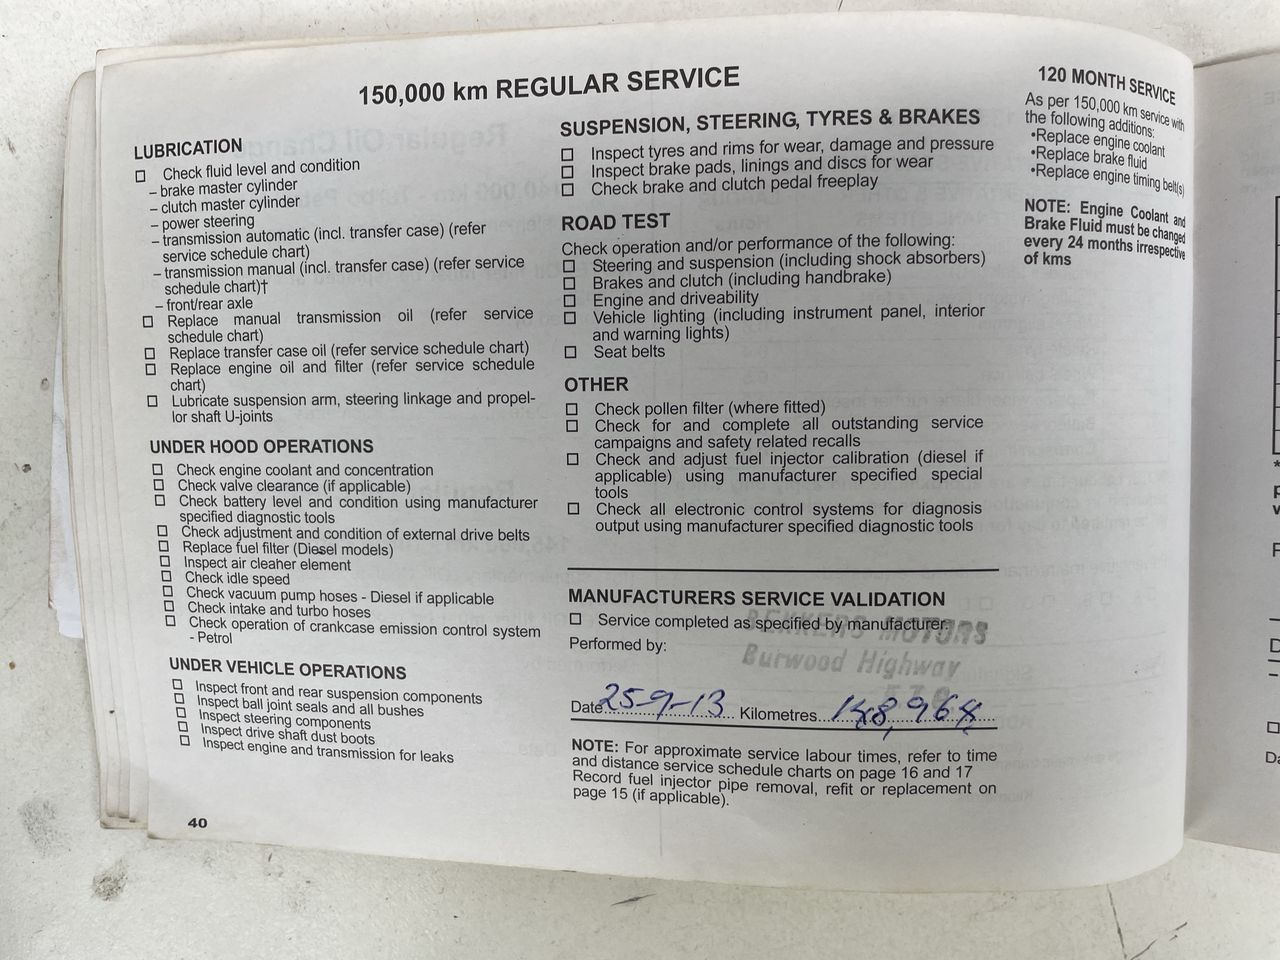 150,000 km REGULAR SERVICE
LUBRICATION
Check fluid level and condition
– brake master cylinder
– clutch master cylinder
– power steering
– transmission automatic (incl. transfer case) (refer
service schedule chart)
– transmission manual (incl. transfer case) (refer service
schedule chart)†
– front/rear axle
Replace manual transmission oil (refer service
schedule chart)
Replace transfer case oil (refer service schedule chart)
Replace engine oil and filter (refer service schedule
chart)
Lubricate suspension arm, steering linkage and propel-
lor shaft U-joints
UNDER HOOD OPERATIONS
Check engine coolant and concentration
Check valve clearance (if applicable)
Check battery level and condition using manufacturer
specified diagnostic tools
Check adjustment and condition of external drive belts
Replace fuel filter (Diesel models)
Inspect air cleaher element
Check idle speed
Check vacuum pump hoses - Diesel if applicable
Check intake and turbo hoses
Check operation of crankcase emission control system
- Petrol
UNDER VEHICLE OPERATIONS
Inspect front and rear suspension components
Inspect ball joint seals and all bushes
Inspect steering components
Inspect drive shaft dust boots
Inspect engine and transmission for leaks
40
SUSPENSION, STEERING, TYRES & BRAKES
Inspect tyres and rims for wear, damage and pressure
Inspect brake pads, linings and discs for wear
Check brake and clutch pedal freeplay
ROAD TEST
Check operation and/or performance of the following:
Steering and suspension (including shock absorbers)
Brakes and clutch (including handbrake)
Engine and driveability
Vehicle lighting (including instrument panel, interior
and warning lights)
Seat belts
OTHER
Check pollen filter (where fitted)
Check for and complete all outstanding service
campaigns and safety related recalls
Check and adjust fuel injector calibration (diesel if
applicable) using manufacturer specified special
tools
Check all electronic control systems for diagnosis
output using manufacturer specified diagnostic tools
MANUFACTURERS SERVICE VALIDATION
Service completed as specified by manufacturer.
MOTORS
Performed by:
Burwood Highway
Date 25-9-13 Kilometres 148,964
NOTE: For approximate service labour times, refer to time
and distance service schedule charts on page 16 and 17
Record fuel injector pipe removal, refit or replacement on
page 15 (if applicable).
120 MONTH SERVICE
As per 150,000 km service with
the following additions:
•Replace engine coolant
•Replace brake fluid
•Replace engine timing belt(s)
NOTE: Engine Coolant and
Brake Fluid must be changed
every 24 months irrespective
of kms